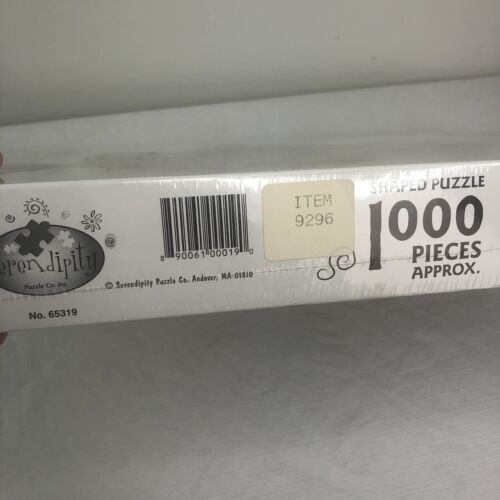 Serendipity
Puzzle Co. Inc.
No. 65319
8 90061 00019 0
© Serendipity Puzzle Co. Andover, MA 01810
ITEM
9296
SHAPED PUZZLE
1000
PIECES
APPROX.